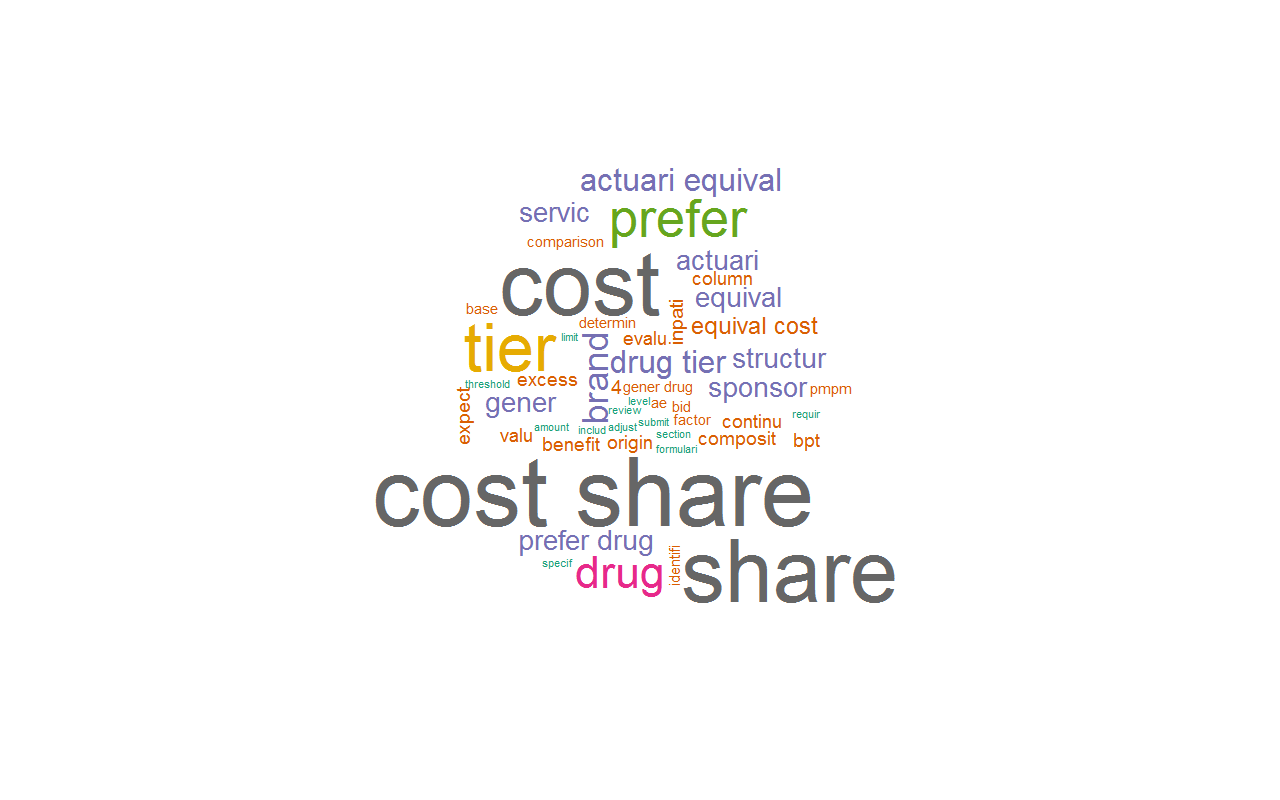 actuari equival
servic
prefer
comparison
cost
actuari
column
equival
base
inpati
determin
equival cost
tier
limit
evalu
brand
drug tier
structur
threshold
excess
4
gener drug
sponsor
pmpm
expect
gener
level
ae
bid
review
requir
amount
includ
adjust
submit
factor
continu
valu
section
benefit
origin
composit
bpt
formulari
cost share
prefer drug
specif
drug
identifi
share